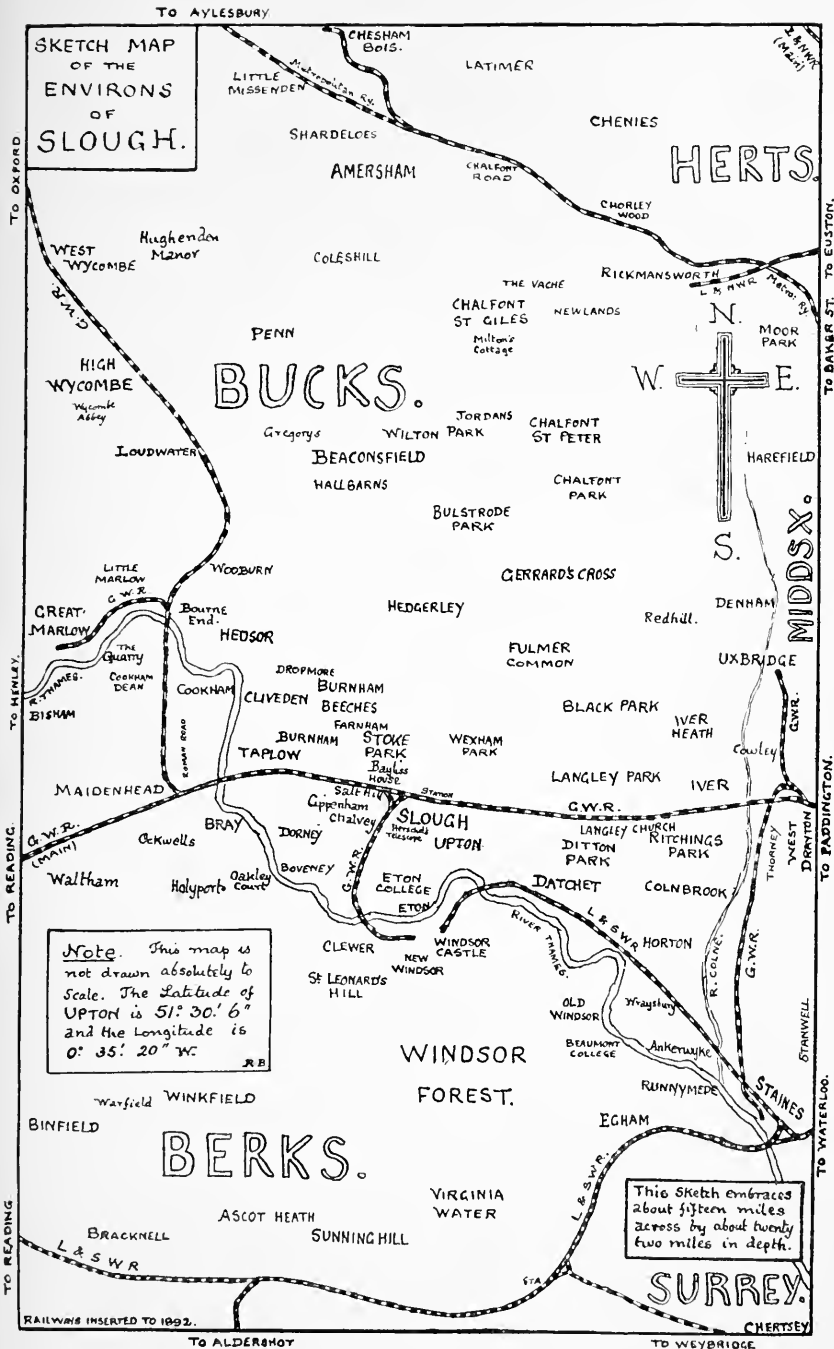 TO AYLESBURY
SKETCH MAP
OF THE
ENVIRONS
OF
SLOUGH.
CHESHAM
BOIS.
LATIMER
L & NWR
(Main)
LITTLE
MISSENDEN
Metropolitan Ry.
SHARDELOES
CHENIES
HERTS.
AMERSHAM
CHALFONT
ROAD
CHORLEY
WOOD
TO OXFORD.
TO EUSTON.
WEST
WYCOMBE
Hughendon
Manor
COLESHILL
RICKMANSWORTH
L & NWR
Metro: Ry.
TO BAKER ST.
G.W.R.
THE VACHE
CHALFONT
ST GILES
NEWLANDS
Milton's
Cottage
N.
MOOR
PARK
PENN
HIGH
WYCOMBE
Wycombe
Abbey
BUCKS.
W.
E.
S.
Gregorys
WILTON
PARK
JORDANS
CHALFONT
ST PETER
LOUDWATER
BEACONSFIELD
HALLBARNS
HAREFIELD
CHALFONT
PARK
BULSTRODE
PARK
MIDDSX.
LITTLE
MARLOW
G.W.R
WOOBURN
GERRARD'S CROSS
GREAT
MARLOW
Bourne
End.
HEDSOR
HEDGERLEY
Redhill.
DENHAM
The
Quarry
COOKHAM
DEAN
FULMER
COMMON
UXBRIDGE
TO HENLEY.
R. THAMES.
BISHAM
COOKHAM
CLIVEDEN
DROPMORE
BURNHAM
BEECHES
FARNHAM
BLACK PARK
IVER
HEATH
G.W.R.
Cowley
ROMAN ROAD
BURNHAM
STOKE
PARK
WEXHAM
PARK
TAPLOW
Bayliss
House
LANGLEY PARK
IVER
MAIDENHEAD
Salt Hill
STATION
G.W.R.
TO PADDINGTON.
G.W.R.
(MAIN)
Ockwells
BRAY
DORNEY
Cippenham
Chalvey
SLOUGH
Herschel's
Telescope
UPTON
LANGLEY CHURCH
DITTON
PARK
RITCHINGS
PARK
THORNEY
WEST
DRAYTON
TO READING.
Waltham
Holyport
Oakley
Court
BOVENEY
G.W.R.
ETON
COLLEGE
ETON
DATCHET
COLNBROOK
CLEWER
NEW
WINDSOR
WINDSOR
CASTLE
RIVER THAMES.
L & SWR
HORTON
R. COLNE.
G.W.R.
St LEONARD'S
HILL
Note. This map is
not drawn absolutely to
Scale. The Latitude of
UPTON is 51° 30.' 6"
and the Longitude is
0° 35.' 20" W.
RB
OLD
WINDSOR
Wraysbury
STANWELL
BEAUMONT
COLLEGE
Ankerwyke
WINDSOR
FOREST.
RUNNYMEDE
STAINES
Warfield
WINKFIELD
BINFIELD
EGHAM
TO WATERLOO.
BERKS.
L & SWR.
VIRGINIA
WATER
This Sketch embraces
about fifteen miles
across by about twenty
two miles in depth.
ASCOT HEATH
BRACKNELL
SUNNINGHILL
TO READING
L & SWR
STA.
SURREY.
RAILWAYS INSERTED TO 1892.
CHERTSEY
TO ALDERSHOT
TO WEYBRIDGE